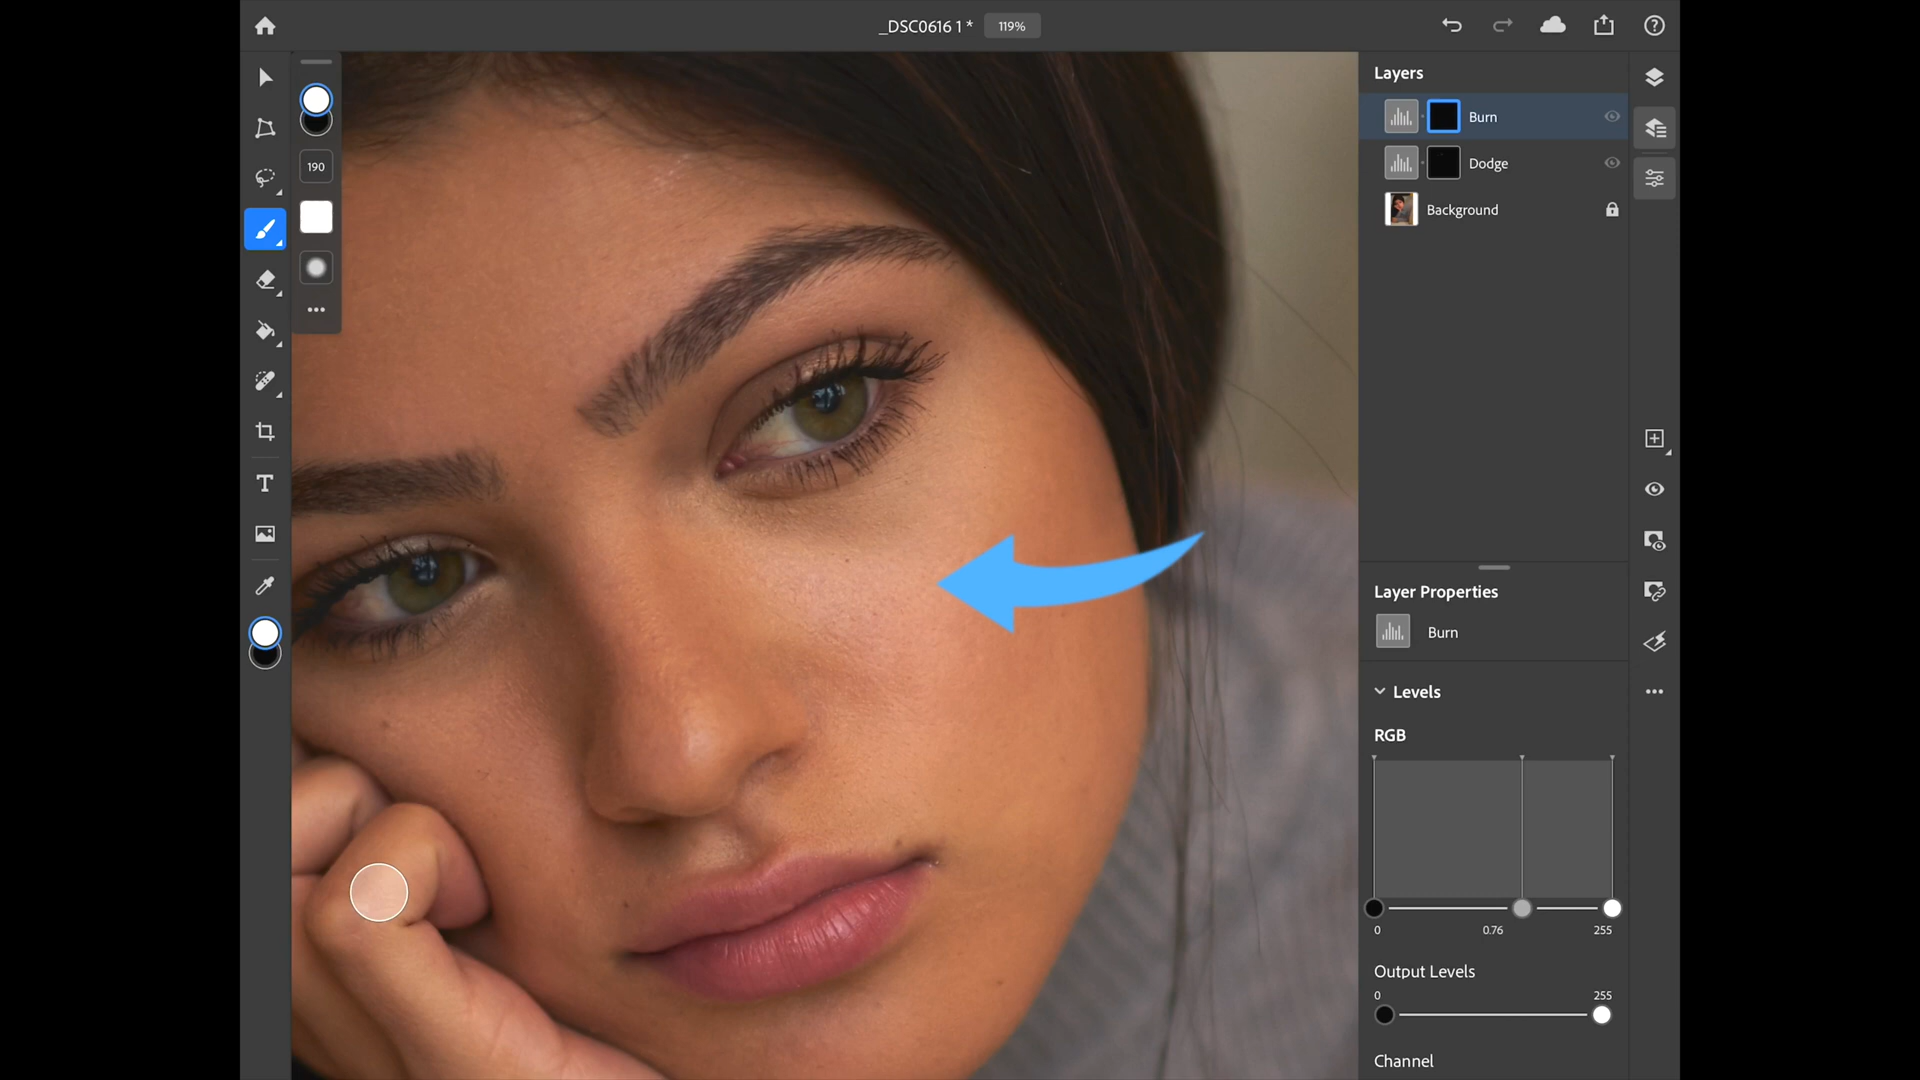 _DSC0616 1 *
119%
190
T
Layers
Burn
Dodge
Background
Layer Properties
Burn
Levels
RGB
0
0.76
255
Output Levels
0
255
Channel